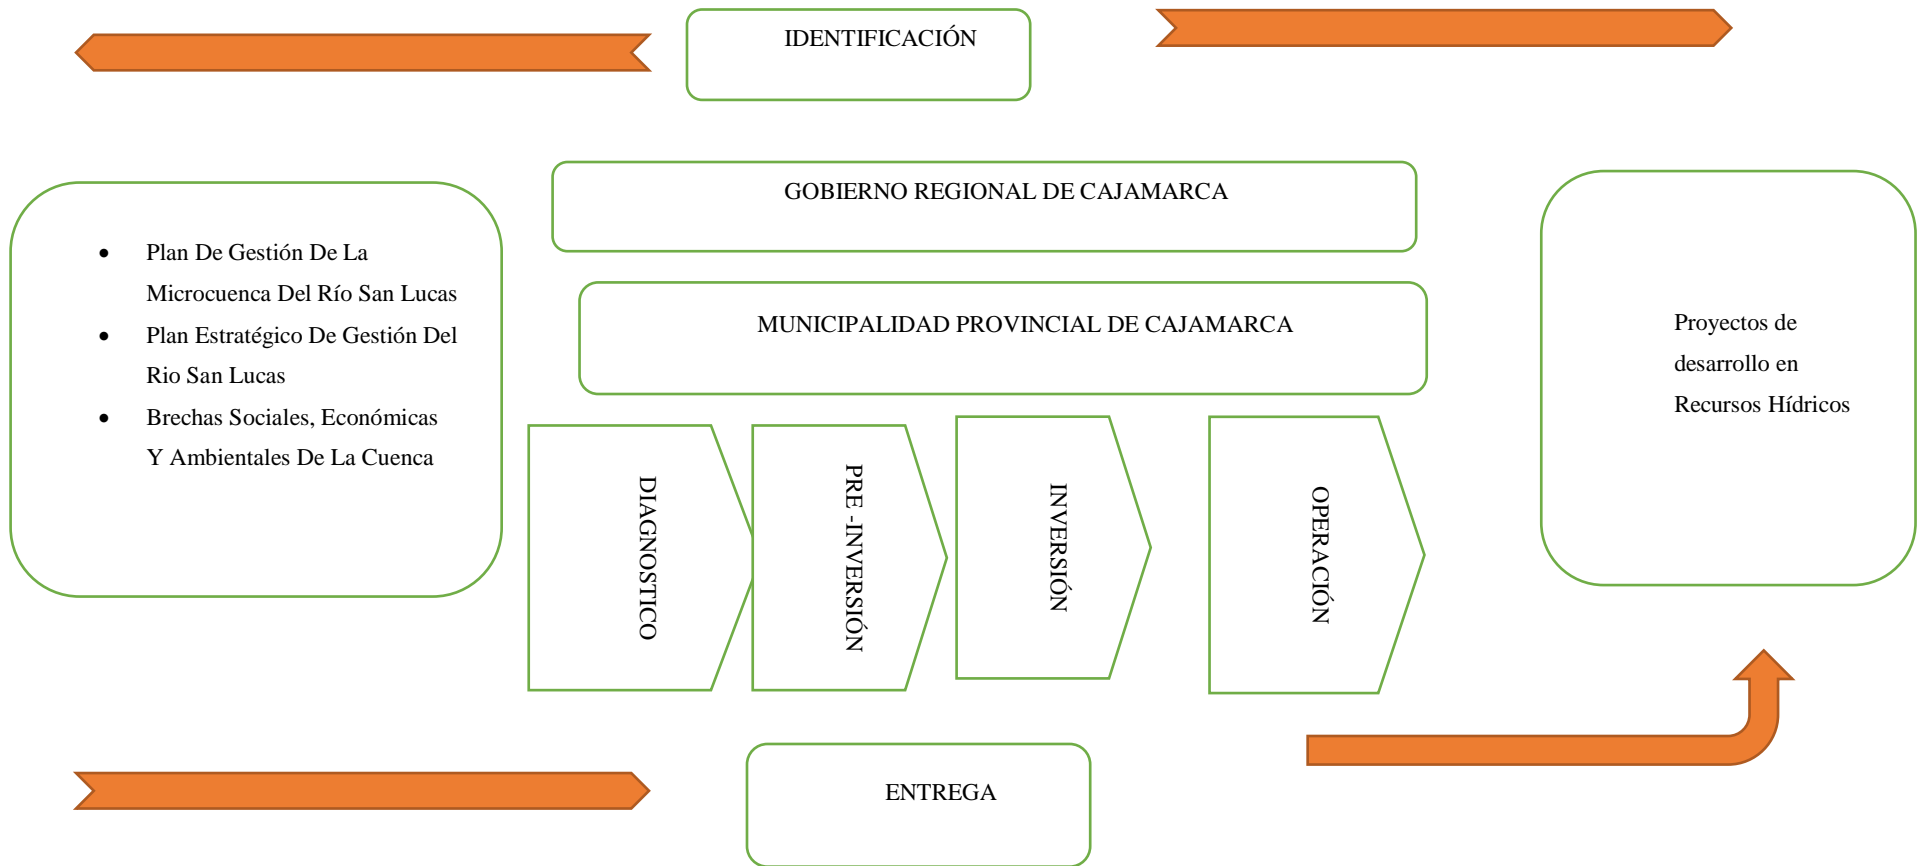 IDENTIFICACIÓN
GOBIERNO REGIONAL DE CAJAMARCA
MUNICIPALIDAD PROVINCIAL DE CAJAMARCA
• Plan De Gestión De La
Microcuenca Del Río San Lucas
• Plan Estratégico De Gestión Del
Rio San Lucas
• Brechas Sociales, Económicas
Y Ambientales De La Cuenca
DIAGNOSTICO
PRE -INVERSIÓN
INVERSIÓN
OPERACIÓN
Proyectos de
desarrollo en
Recursos Hídricos
ENTREGA